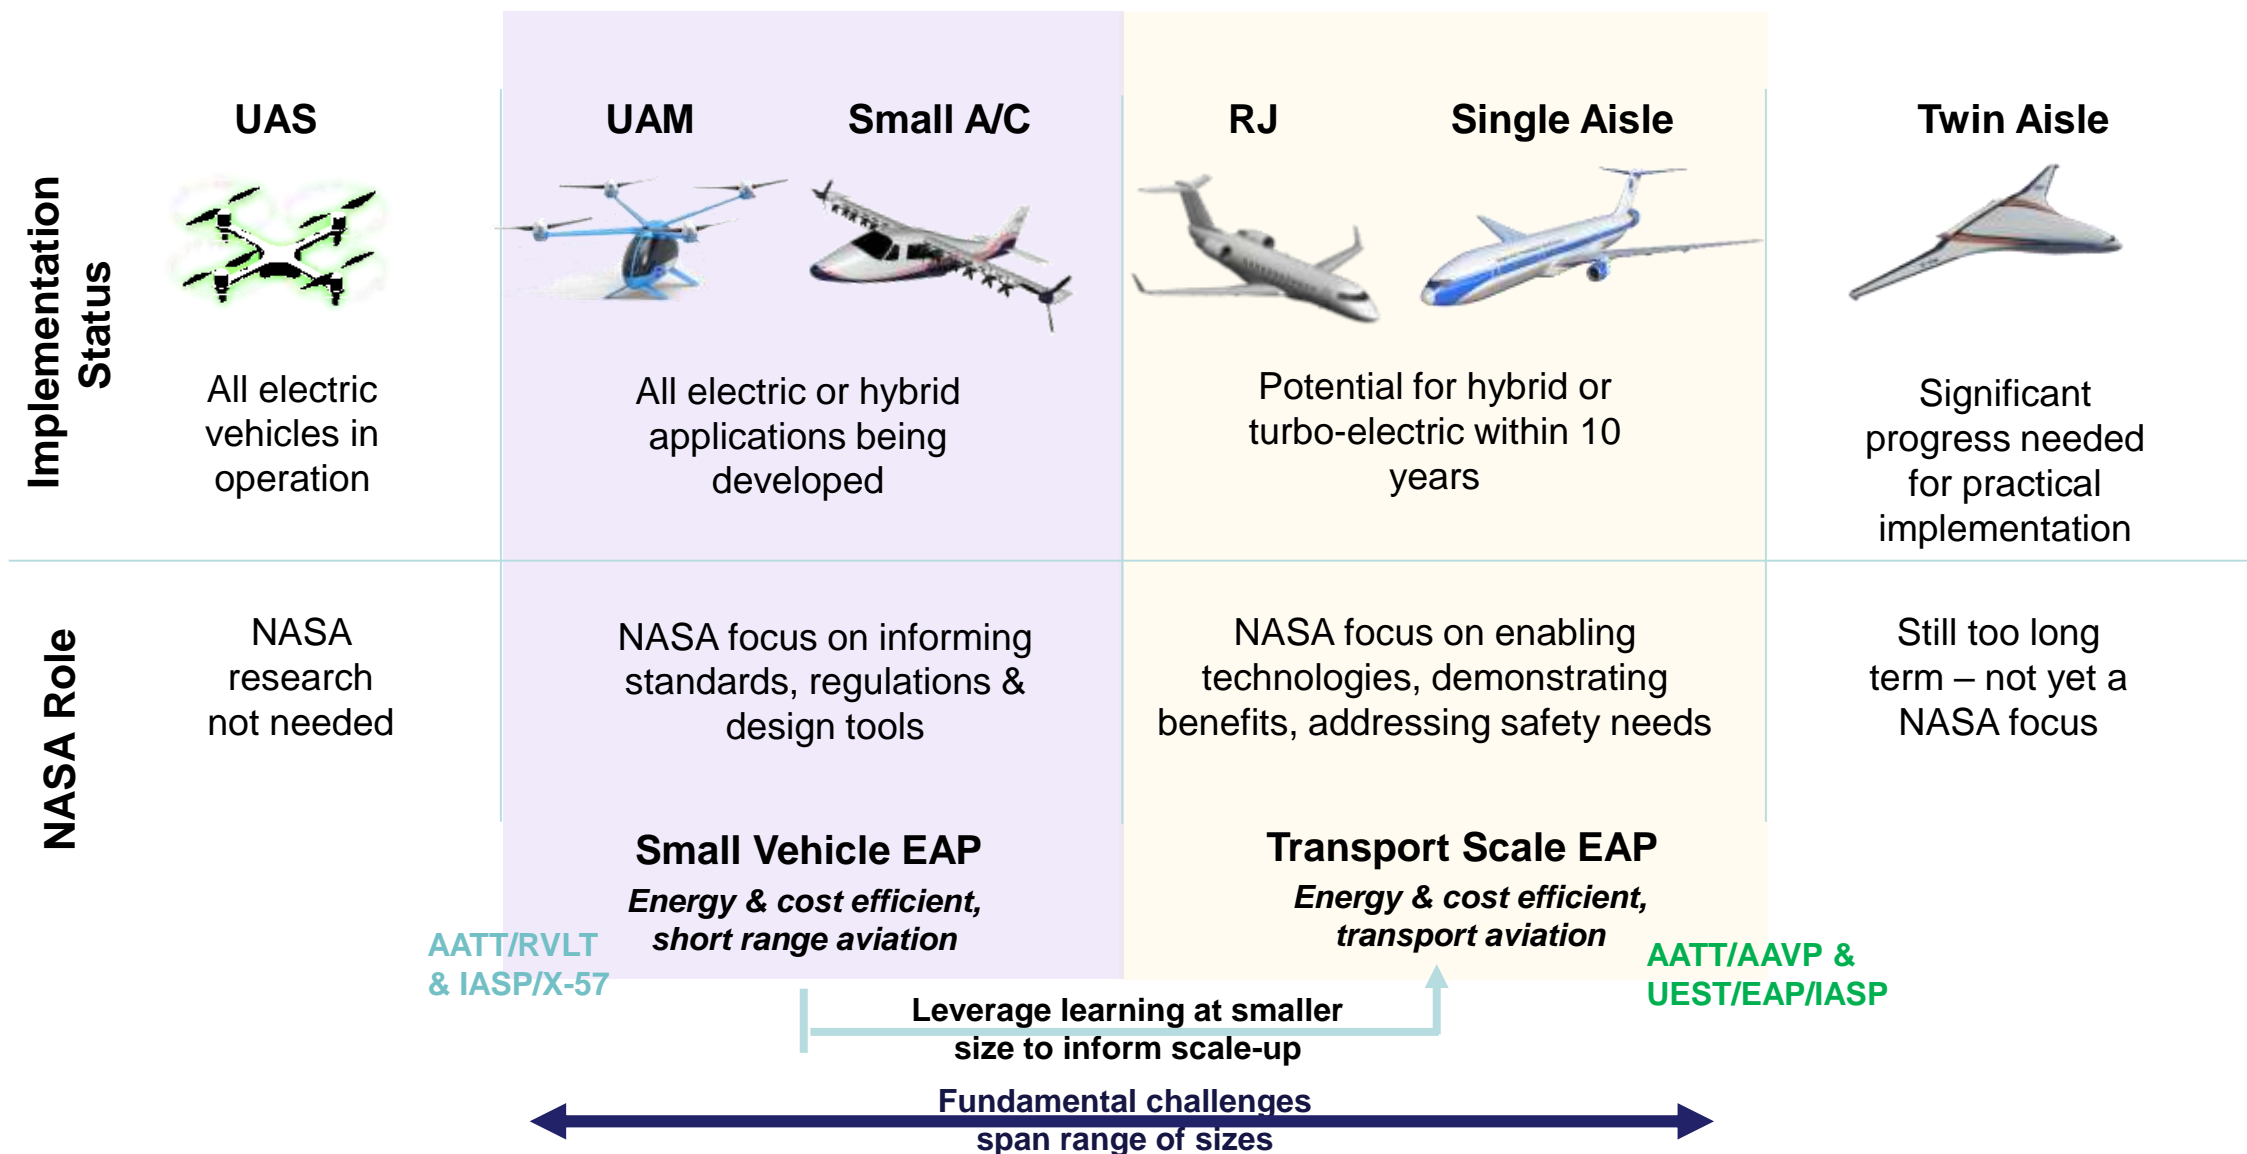 UAS
UAM
Small A/C
RJ
Single Aisle
Twin Aisle
Implementation
Status
All electric
vehicles in
operation
All electric or hybrid
applications being
developed
Potential for hybrid or
turbo-electric within 10
years
Significant
progress needed
for practical
implementation
NASA Role
NASA
research
not needed
NASA focus on informing
standards, regulations &
design tools
NASA focus on enabling
technologies, demonstrating
benefits, addressing safety needs
Still too long
term – not yet a
NASA focus
Small Vehicle EAP
Energy & cost efficient,
short range aviation
Transport Scale EAP
Energy & cost efficient,
transport aviation
AATT/RVLT
& IASP/X-57
AATT/AAVP &
UEST/EAP/IASP
Leverage learning at smaller
size to inform scale-up
Fundamental challenges
span range of sizes